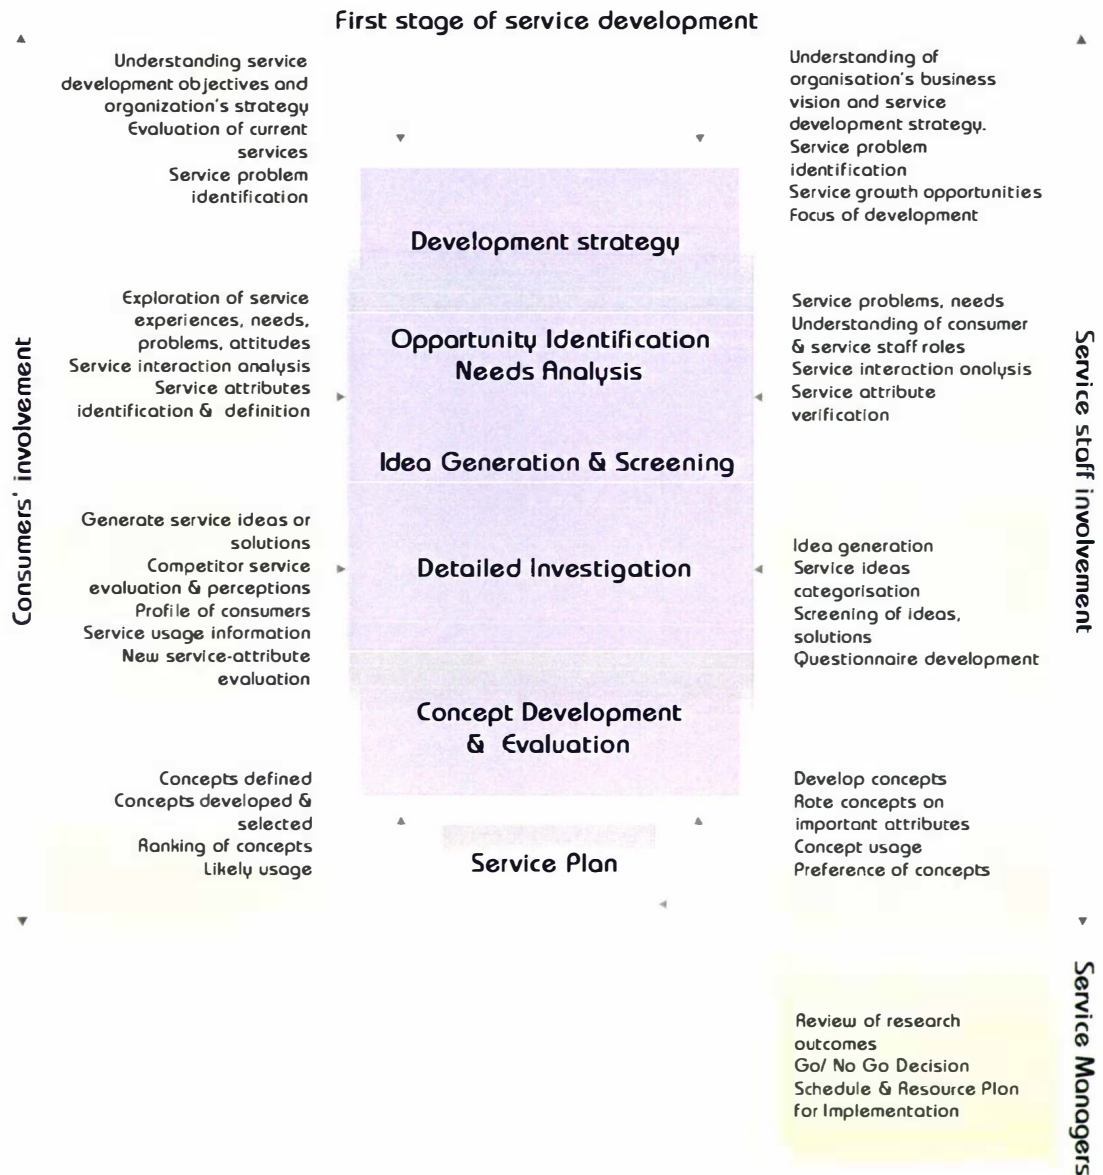 First stage of service development
Understanding service
development objectives and
organization's strategy
Evaluation of current
services
Service problem
identification
Understanding of
organisation's business
vision and service
development strategy.
Service problem
identification
Service growth opportunities
Focus of development
Development strategy
Consumers' involvement
Exploration of service
experiences, needs,
problems, attitudes
Service interaction analysis
Service attributes
identification & definition
Opportunity Identification
Needs Analysis
Service problems, needs
Understanding of consumer
& service staff roles
Service interaction analysis
Service attribute
verification
Service staff involvement
Idea Generation & Screening
Generate service ideas or
solutions
Competitor service
evaluation & perceptions
Profile of consumers
Service usage information
New service-attribute
evaluation
Detailed Investigation
Idea generation
Service ideas
categorisation
Screening of ideas,
solutions
Questionnaire development
Concept Development
& Evaluation
Concepts defined
Concepts developed &
selected
Ranking of concepts
Likely usage
Service Plan
Develop concepts
Rate concepts on
important attributes
Concept usage
Preference of concepts
Service Managers
Review of research
outcomes
Go/ No Go Decision
Schedule & Resource Plan
for Implementation